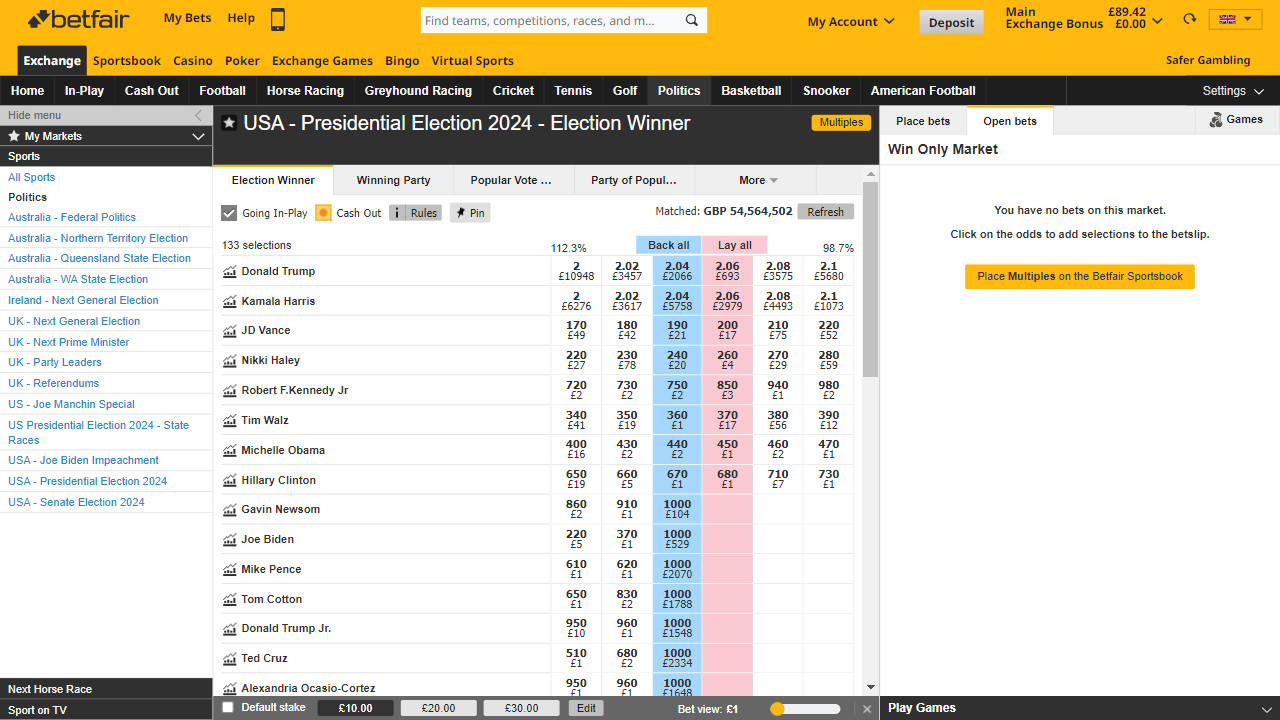 betfair
My Bets
Help
Find teams, competitions, races, and m...
My Account
Deposit
Main £89.42
Exchange Bonus £0.00
Exchange
Sportsbook
Casino
Poker
Exchange Games
Bingo
Virtual Sports
Safer Gambling
Home
In-Play
Cash Out
Football
Horse Racing
Greyhound Racing
Cricket
Tennis
Golf
Politics
Basketball
Snooker
American Football
Settings
Hide menu
My Markets
Sports
All Sports
Politics
Australia - Federal Politics
Australia - Northern Territory Election
Australia - Queensland State Election
Australia - WA State Election
Ireland - Next General Election
UK - Next General Election
UK - Next Prime Minister
UK - Party Leaders
UK - Referendums
US - Joe Manchin Special
US Presidential Election 2024 - State
Races
USA - Joe Biden Impeachment
USA - Presidential Election 2024
USA - Senate Election 2024
Next Horse Race
Sport on TV
USA - Presidential Election 2024 - Election Winner
Multiples
Election Winner
Winning Party
Popular Vote ...
Party of Popul...
More
Going In-Play
Cash Out
i Rules
Pin
Matched: GBP 54,564,502
Refresh
133 selections
112.3%
Back all
Lay all
98.7%
Donald Trump
2 2.02 2.04 2.06 2.08 2.1
£10948 £3457 £2066 £693 £3575 £5680
Kamala Harris
2 2.02 2.04 2.06 2.08 2.1
£6276 £3617 £5758 £2979 £4493 £1073
JD Vance
170 180 190 200 210 220
£49 £42 £21 £17 £75 £52
Nikki Haley
220 230 240 260 270 280
£27 £78 £20 £4 £29 £59
Robert F.Kennedy Jr
720 730 750 850 940 980
£2 £2 £2 £3 £1 £2
Tim Walz
340 350 360 370 380 390
£41 £19 £1 £17 £56 £12
Michelle Obama
400 430 440 450 460 470
£16 £2 £2 £1 £2 £1
Hillary Clinton
650 660 670 680 710 730
£19 £5 £1 £1 £7 £1
Gavin Newsom
860 910 1000
£2 £1 £104
Joe Biden
220 370 1000
£5 £1 £529
Mike Pence
610 620 1000
£1 £1 £2070
Tom Cotton
650 830 1000
£1 £2 £1788
Donald Trump Jr.
950 960 1000
£10 £1 £1548
Ted Cruz
510 680 1000
£1 £2 £2334
Alexandria Ocasio-Cortez
950 960 1000
£1 £1 £1648
Default stake
£10.00
£20.00
£30.00
Edit
Bet view: £1
Place bets
Open bets
Games
Win Only Market
You have no bets on this market.
Click on the odds to add selections to the betslip.
Place Multiples on the Betfair Sportsbook
Play Games